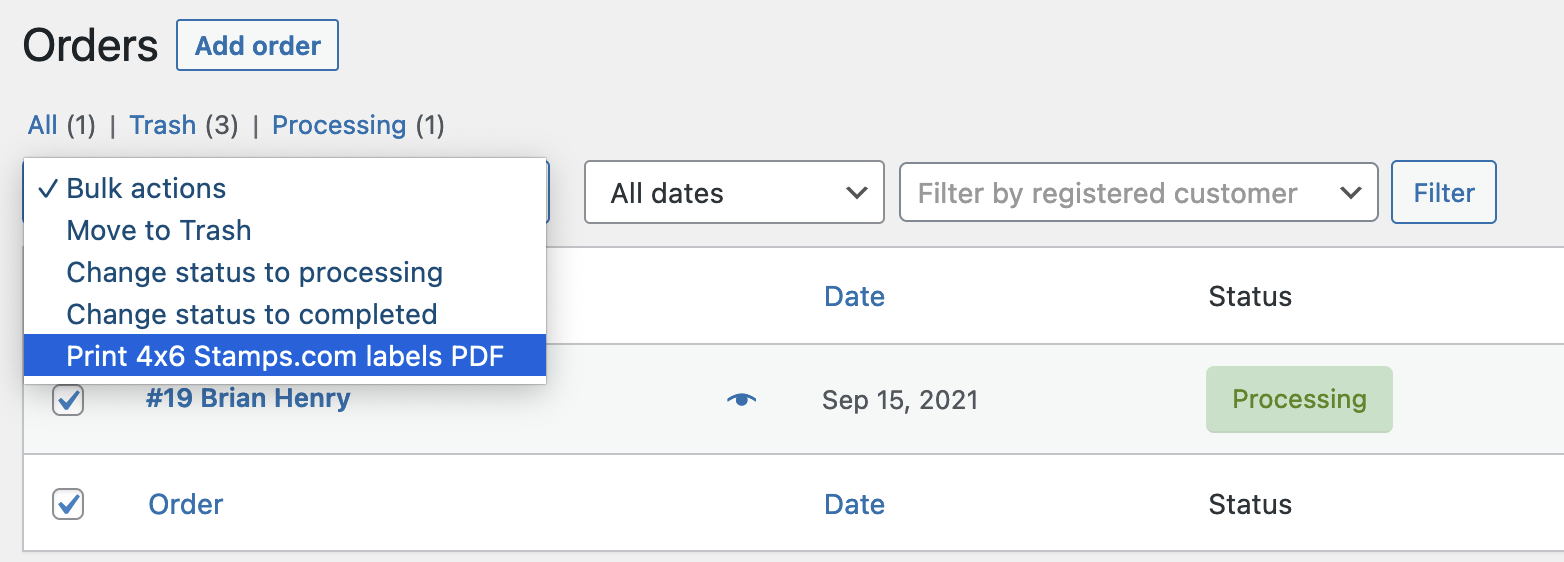 Orders Add order
All (1) | Trash (3) | Processing (1)
✓ Bulk actions
Move to Trash
Change status to processing
Change status to completed
Print 4x6 Stamps.com labels PDF
All dates Filter by registered customer Filter
Date Status
#19 Brian Henry Sep 15, 2021 Processing
Order Date Status